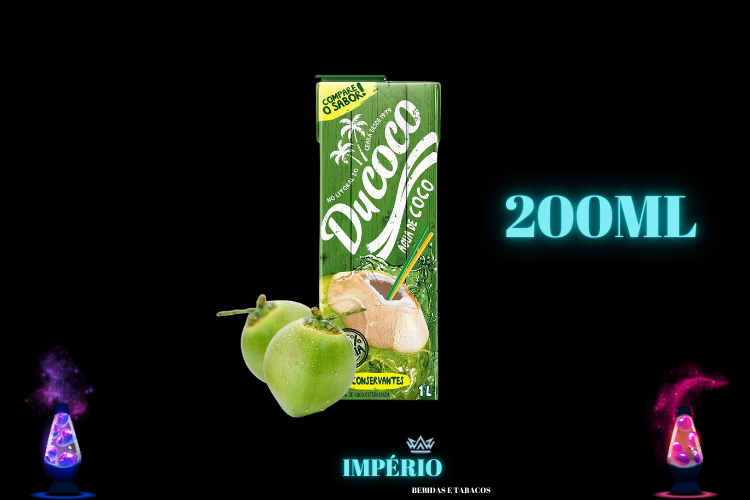 COMPARE
O SABOR!
NO LITORAL DO
CEARÁ DESDE 1979
Ducoco
ÁGUA DE COCO
200ML
CONSERVANTES
1L
IMPÉRIO
BEBIDAS E TABACOS